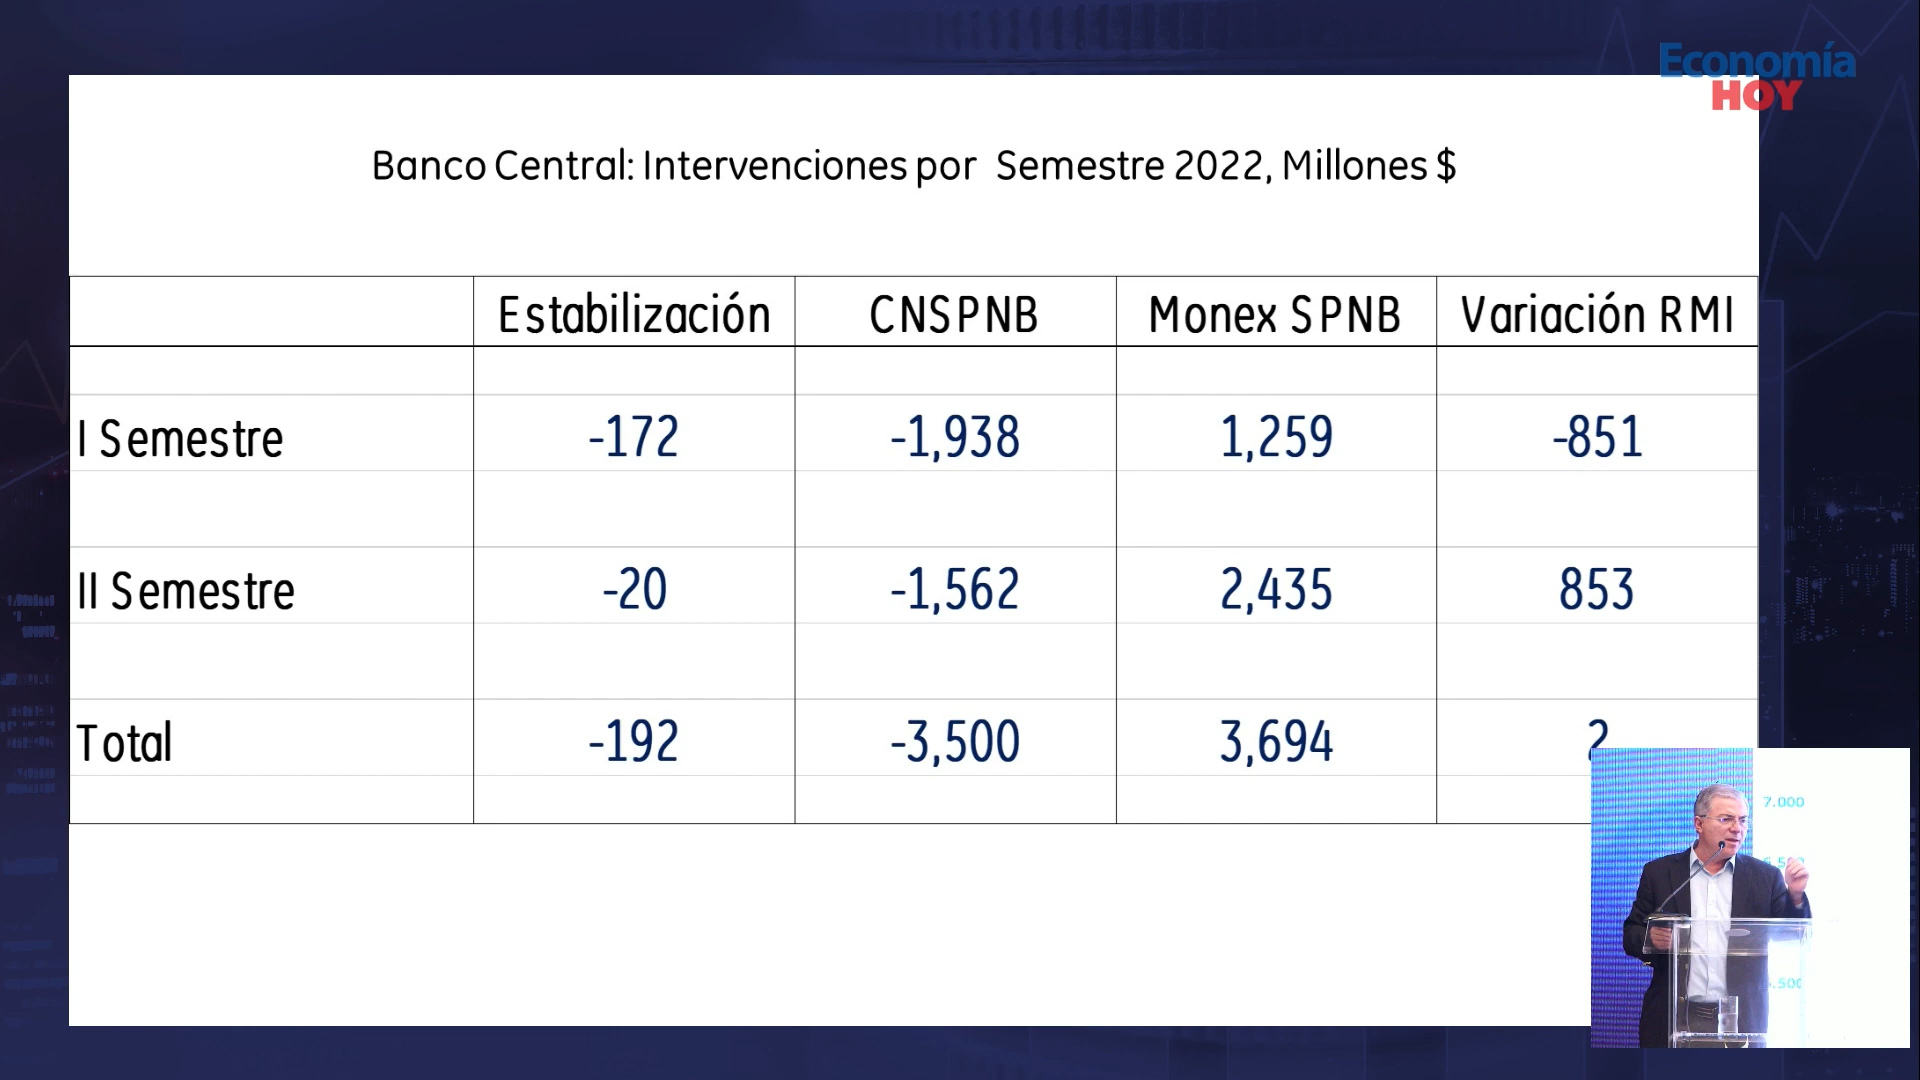 Economía
HOY
Banco Central: Intervenciones por Semestre 2022, Millones $
Estabilización CNSPNB Monex SPNB Variación RMI
I Semestre -172 -1,938 1,259 -851
II Semestre -20 -1,562 2,435 853
Total -192 -3,500 3,694 2
7.000